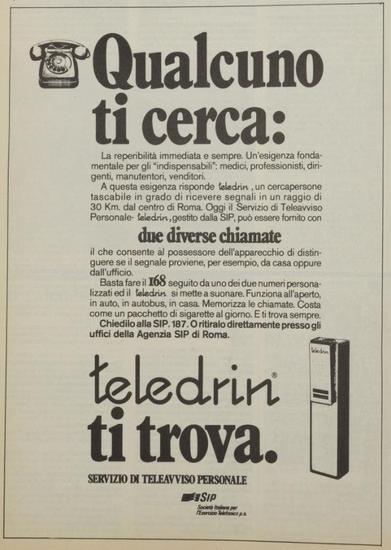 Qualcuno
ti cerca:
La reperibilità immediata e sempre. Un'esigenza fonda-
mentale per gli "indispensabili": medici, professionisti, diri-
genti, manutentori, venditori.
A questa esigenza risponde teledrin, un cercapersone
tascabile in grado di ricevere segnali in un raggio di
30 Km. dal centro di Roma. Oggi il Servizio di Teleavviso
Personale- teledrin, gestito dalla SIP, può essere fornito con
due diverse chiamate
il che consente al possessore dell'apparecchio di distin-
guere se il segnale proviene, per esempio, da casa oppure
dall'ufficio.
Basta fare il 168 seguito da uno dei due numeri persona-
lizzati ed il teledrin si mette a suonare. Funziona all'aperto,
in auto, in autobus, in casa. Memorizza le chiamate. Costa
come un pacchetto di sigarette al giorno. E ti trova sempre.
Chiedilo alla SIP. 187. O ritiralo direttamente presso gli
uffici della Agenzia SIP di Roma.
teledrin
teledrin®
ti trova.
SERVIZIO DI TELEAVVISO PERSONALE
SIP
Società Italiana per
l'Esercizio Telefonico p.a.